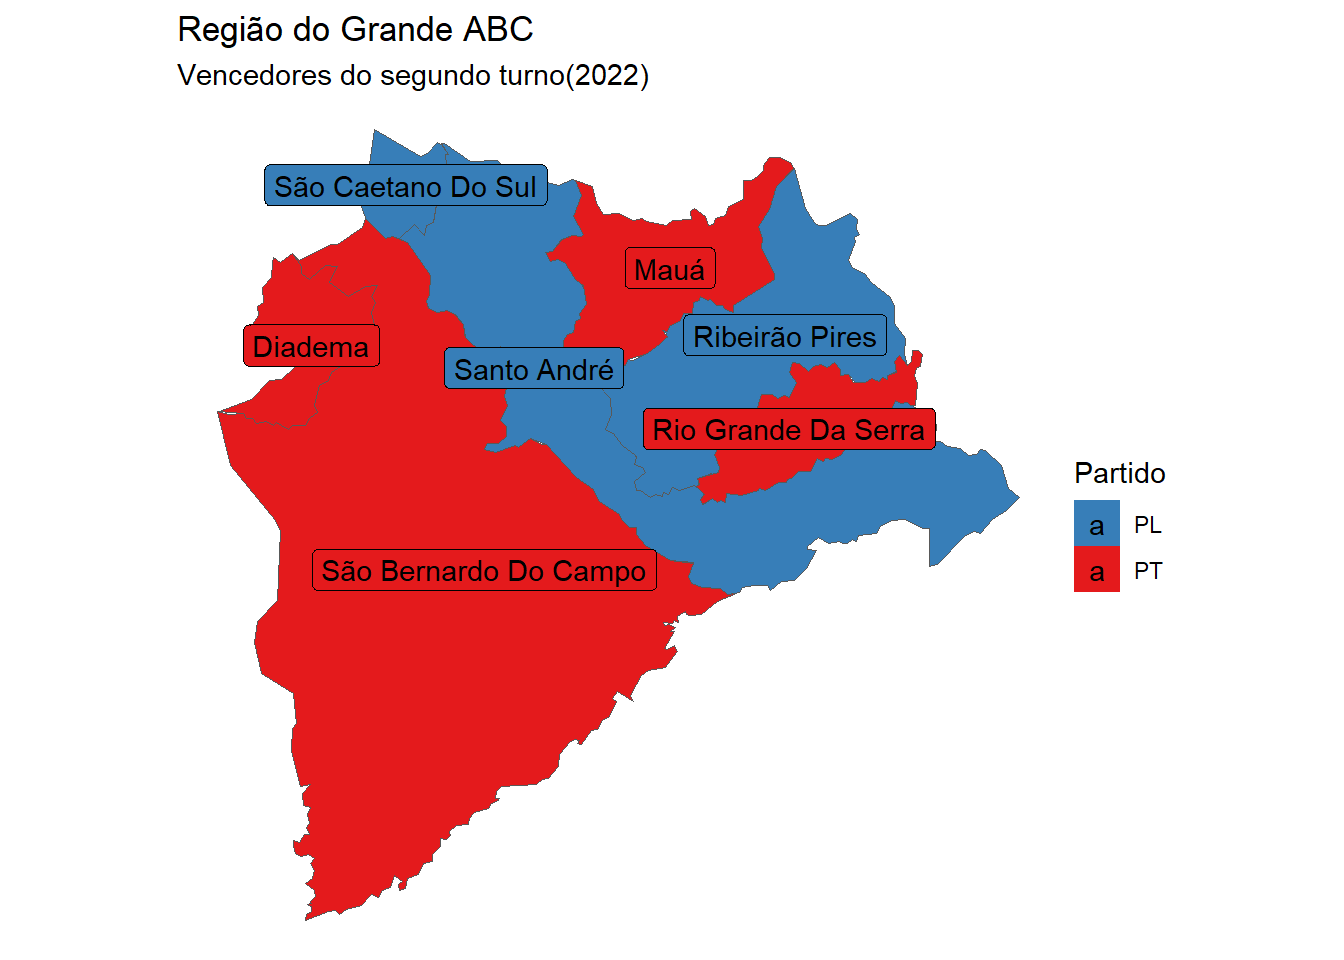 Região do Grande ABC
Vencedores do segundo turno(2022)
São Caetano Do Sul
Mauá
Ribeirão Pires
Diadema
Santo André
Rio Grande Da Serra
São Bernardo Do Campo
Partido
a PL
a PT